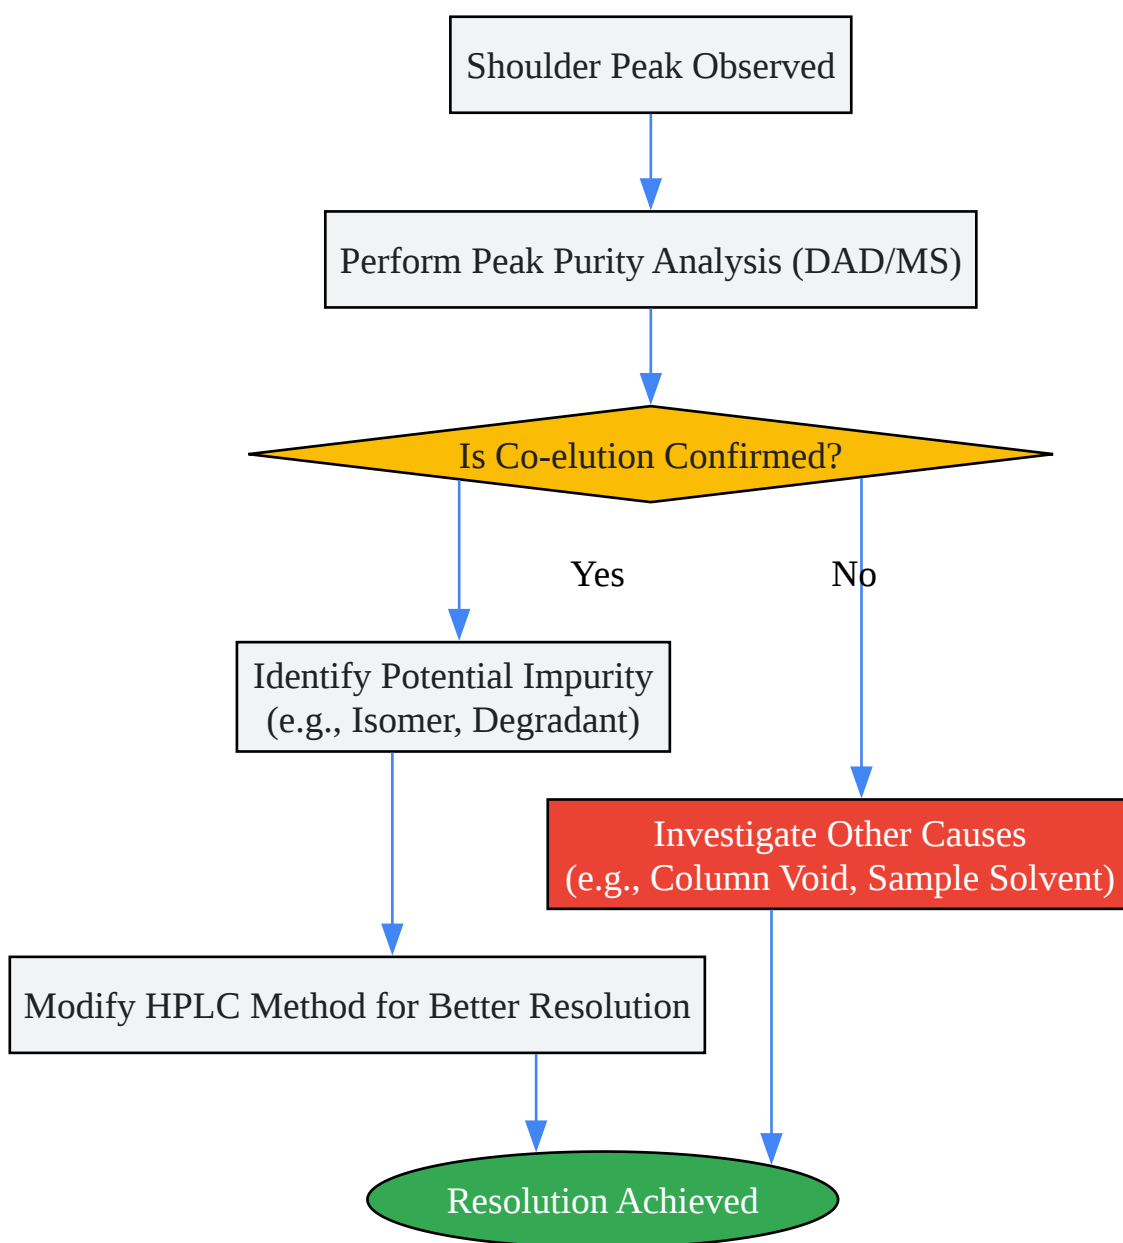 Shoulder Peak Observed
Perform Peak Purity Analysis (DAD/MS)
Is Co-elution Confirmed?
Yes
No
Identify Potential Impurity
(e.g., Isomer, Degradant)
Investigate Other Causes
(e.g., Column Void, Sample Solvent)
Modify HPLC Method for Better Resolution
Resolution Achieved